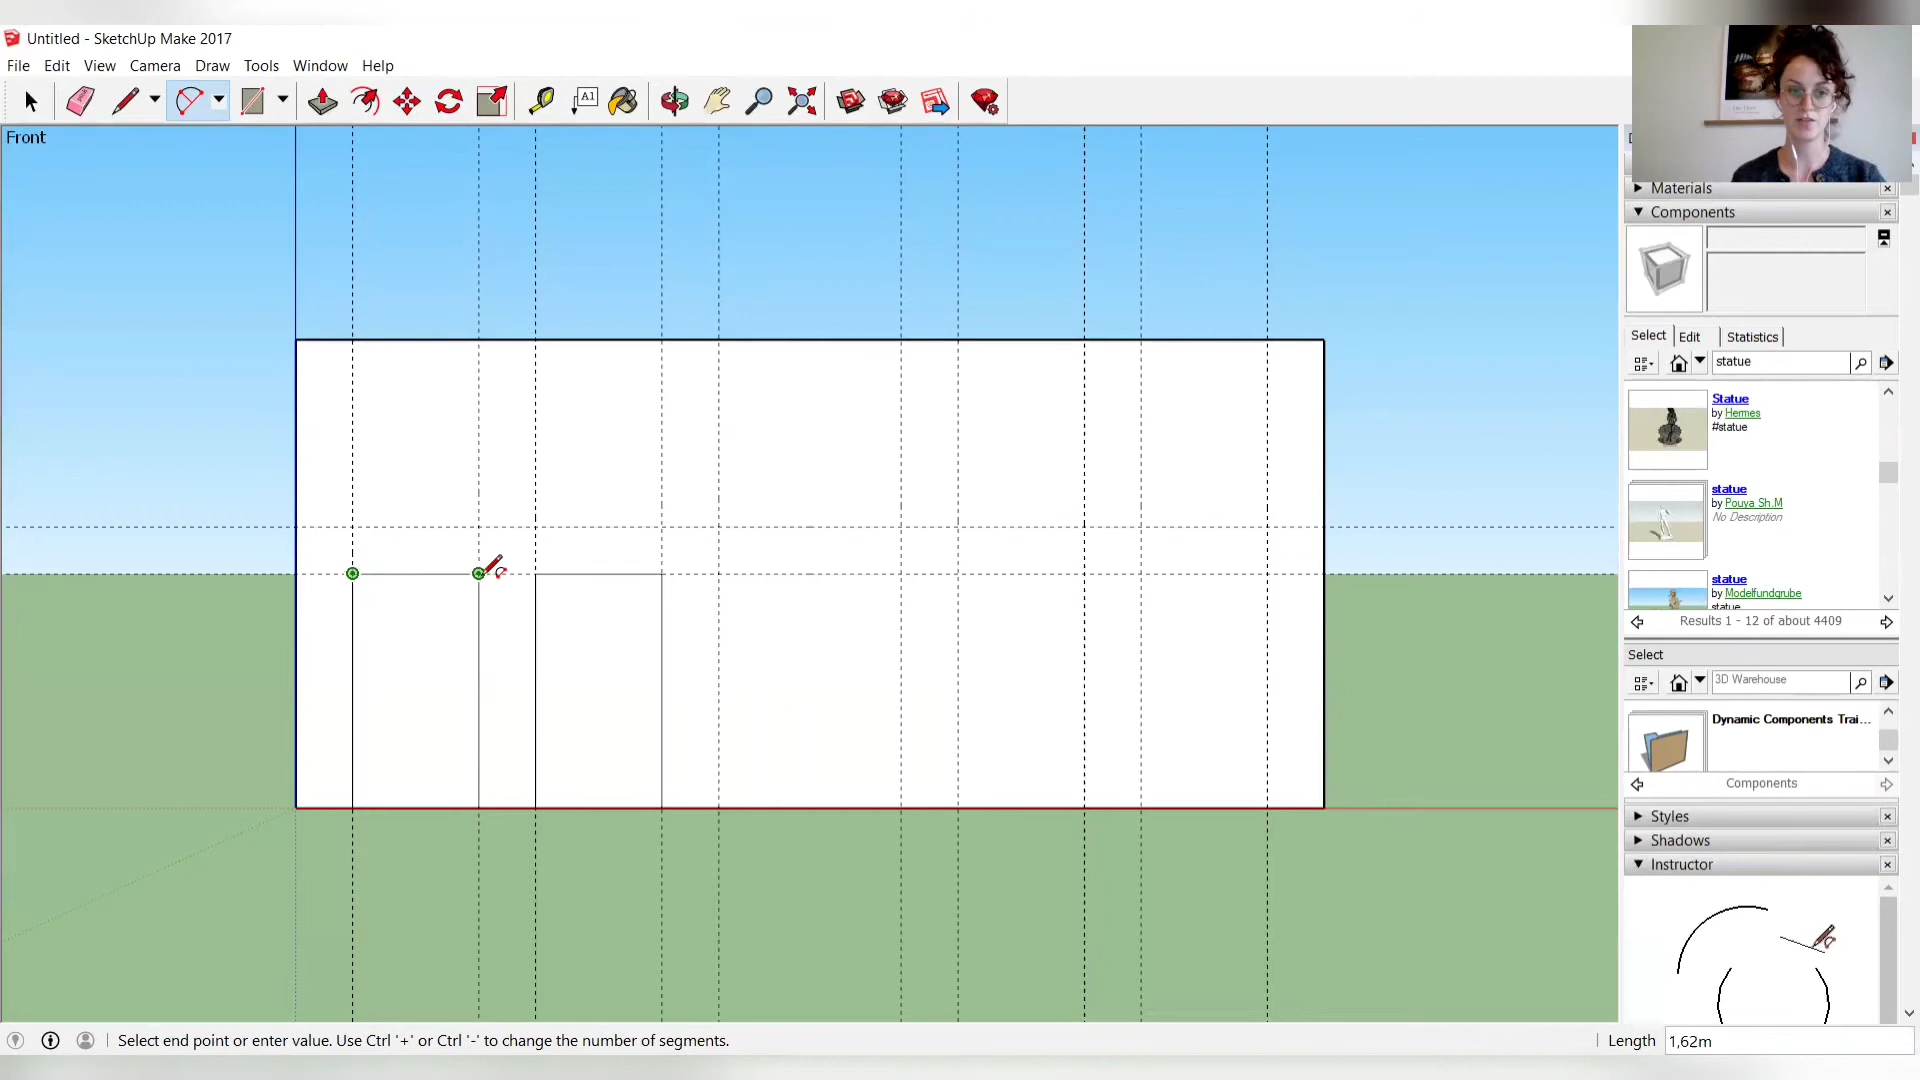 Untitled - SketchUp Make 2017
File Edit View Camera Draw Tools Window Help
A1
Front
Materials
Components
Select Edit Statistics
statue
Statue
by Hermes
#statue
statue
by Pouya Sh.M
No Description
statue
by Modelfundgrube
statue
Results 1 - 12 of about 4409
Select
3D Warehouse
Dynamic Components Trai...
Components
Styles
Shadows
Instructor
Select end point or enter value. Use Ctrl '+' or Ctrl '-' to change the number of segments.
Length 1,62m